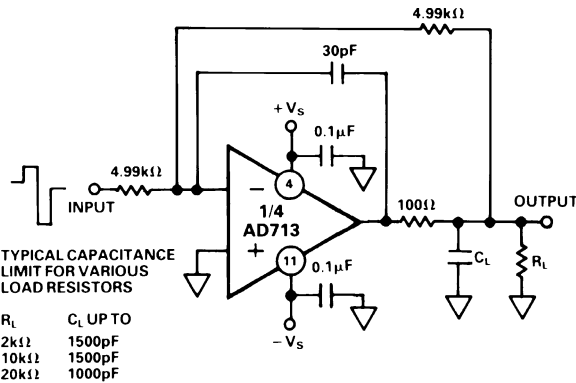 4.99kΩ
30pF
+VS
0.1µF
4.99kΩ
4
INPUT
−
1/4
AD713
+
100Ω
OUTPUT
11
0.1µF
CL
RL
−VS
TYPICAL CAPACITANCE
LIMIT FOR VARIOUS
LOAD RESISTORS
RL CL UP TO
2kΩ 1500pF
10kΩ 1500pF
20kΩ 1000pF